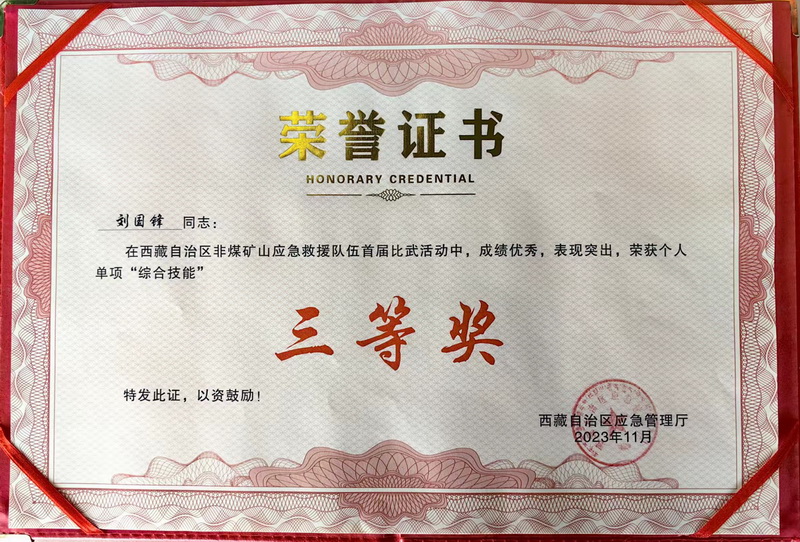 荣誉证书
HONORARY CREDENTIAL
刘国锋 同志：
在西藏自治区非煤矿山应急救援队伍首届比武活动中，成绩优秀，表现突出，荣获个人
单项“综合技能”
三等奖
特发此证，以资鼓励！
西藏自治区应急管理厅
2023年11月